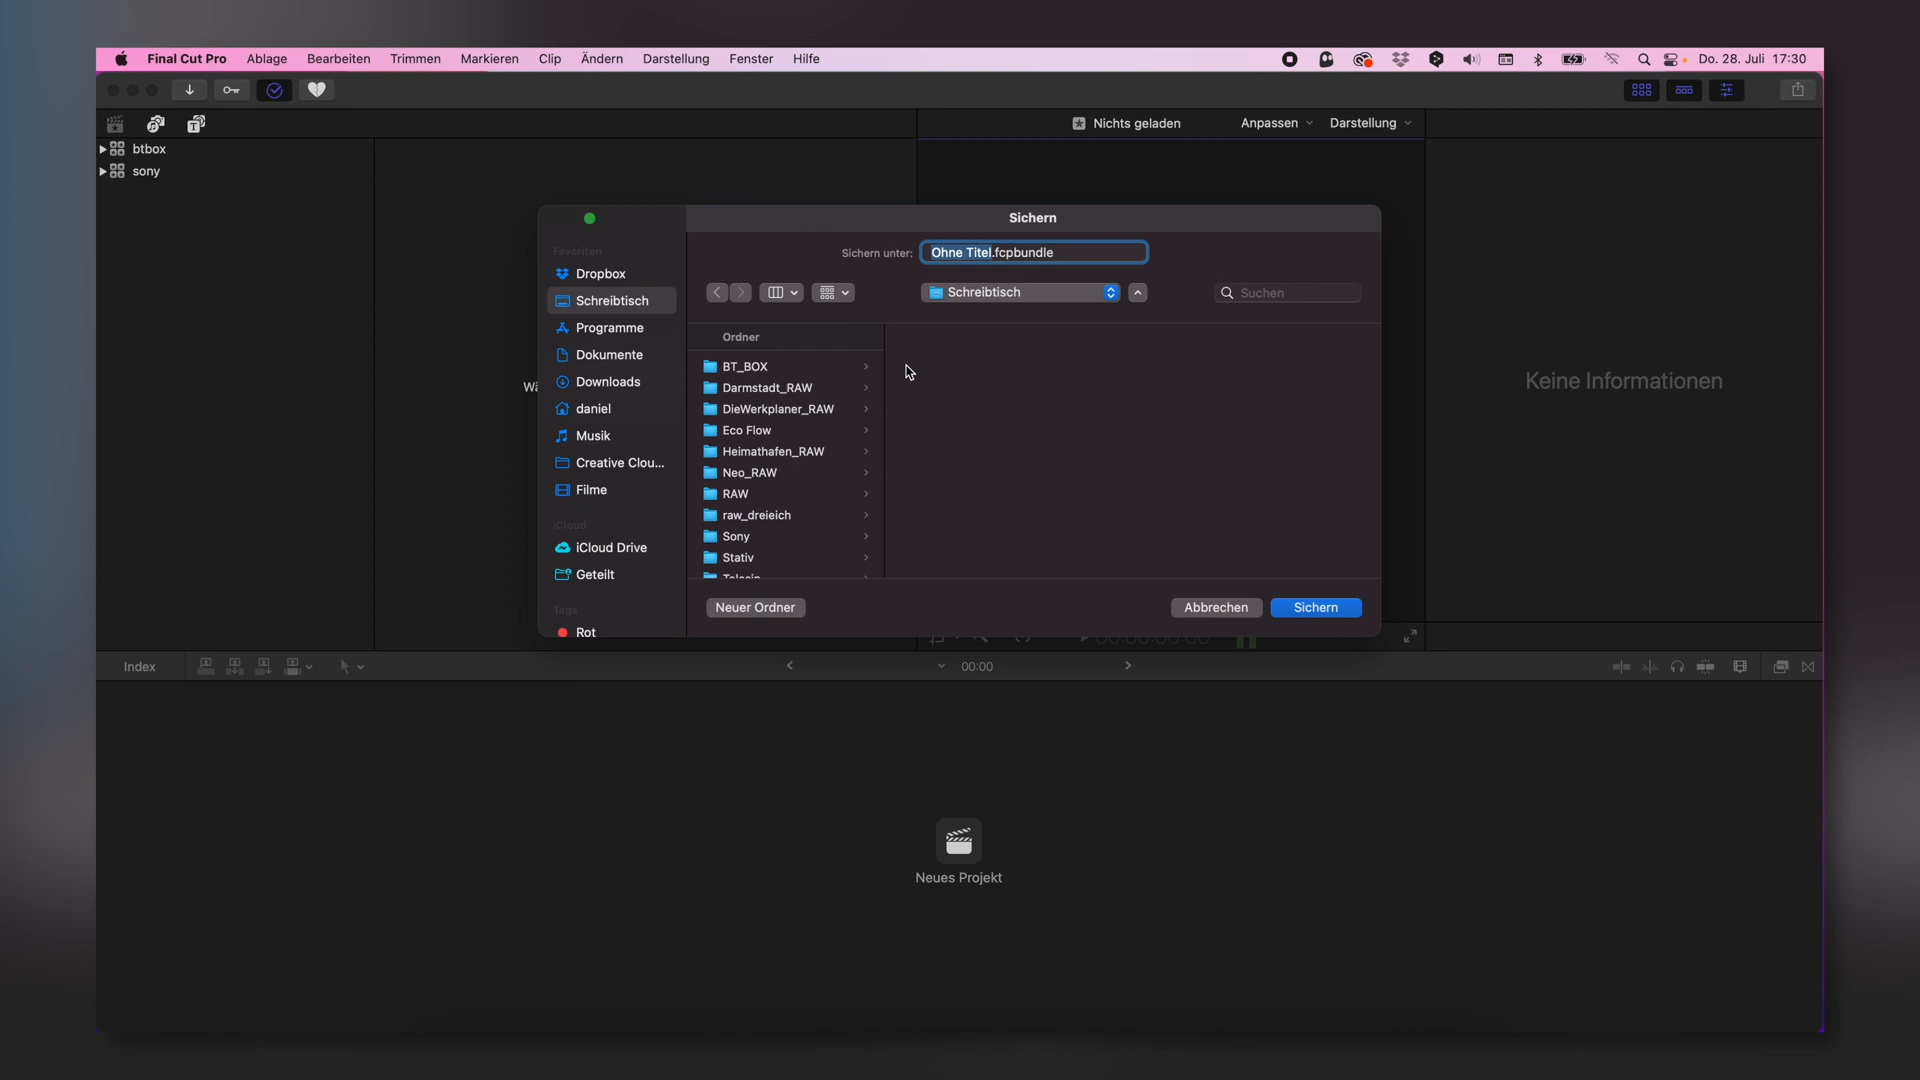 Final Cut Pro Ablage Bearbeiten Trimmen Markieren Clip Ändern Darstellung Fenster Hilfe Do. 28. Juli 17:30
Nichts geladen Anpassen Darstellung
btbox
sony
Sichern
Sichern unter: Ohne Titel.fcpbundle
Schreibtisch Suchen
Favoriten
Dropbox
Schreibtisch
Programme
Dokumente
Downloads
daniel
Musik
Creative Clou...
Filme
iCloud
iCloud Drive
Geteilt
Tags
Rot
Ordner
BT_BOX
Darmstadt_RAW
DieWerkplaner_RAW
Eco Flow
Heimathafen_RAW
Neo_RAW
RAW
raw_dreieich
Sony
Stativ
Neuer Ordner Abbrechen Sichern
Wä
Keine Informationen
Index 00:00
Neues Projekt